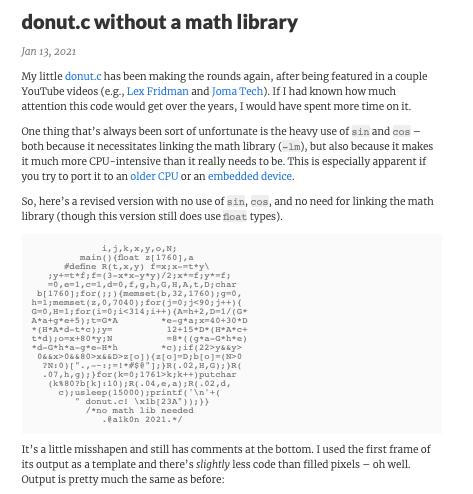 donut.c without a math library
Jan 13, 2021
My little donut.c has been making the rounds again, after being featured in a couple
YouTube videos (e.g., Lex Fridman and Joma Tech). If I had known how much
attention this code would get over the years, I would have spent more time on it.
One thing that's always been sort of unfortunate is the heavy use of sin and cos –
both because it necessitates linking the math library (-lm), but also because it makes
it much more CPU-intensive than it really needs to be. This is especially apparent if
you try to port it to an older CPU or an embedded device.
So, here's a revised version with no use of sin, cos, and no need for linking the math
library (though this version still does use float types).
i,j,k,x,y,o,N;
main(){float z[1760],a
#define R(t,x,y) f=x;x-=t*y\
;y+=t*f;f=(3-x*x-y*y)/2;x*=f;y*=f;
=0,e=1,c=1,d=0,f,g,h,G,H,A,t,D;char
b[1760];for(;;){memset(b,32,1760);g=0,
h=1;memset(z,0,7040);for(j=0;j<90;j++){
G=0,H=1;for(i=0;i<314;i++){A=h+2,D=1/(G*
A*a+g*e+5);t=G*A        *e-g*a;x=40+30*D
*(H*A*d-t*c);y=          12+15*D*(H*A*c+
t*d);o=x+80*y;N          =8*((g*a-G*h*e)
*d-G*h*a-g*e-H*h        *c);if(22>y&&y>
0&&x>0&&80>x&&D>z[o]){z[o]=D;b[o]=(N>0
?N:0)[".,-~:;=!*#$@"];}R(.02,H,G);}R(
.07,h,g);}for(k=0;1761>k;k++)putchar
(k%80?b[k]:10);R(.04,e,a);R(.02,d,
c);usleep(15000);printf('\n'+(
" donut.c! \x1b[23A"));}}
/*no math lib needed
.@a1k0n 2021.*/
It's a little misshapen and still has comments at the bottom. I used the first frame of
its output as a template and there's slightly less code than filled pixels – oh well.
Output is pretty much the same as before: